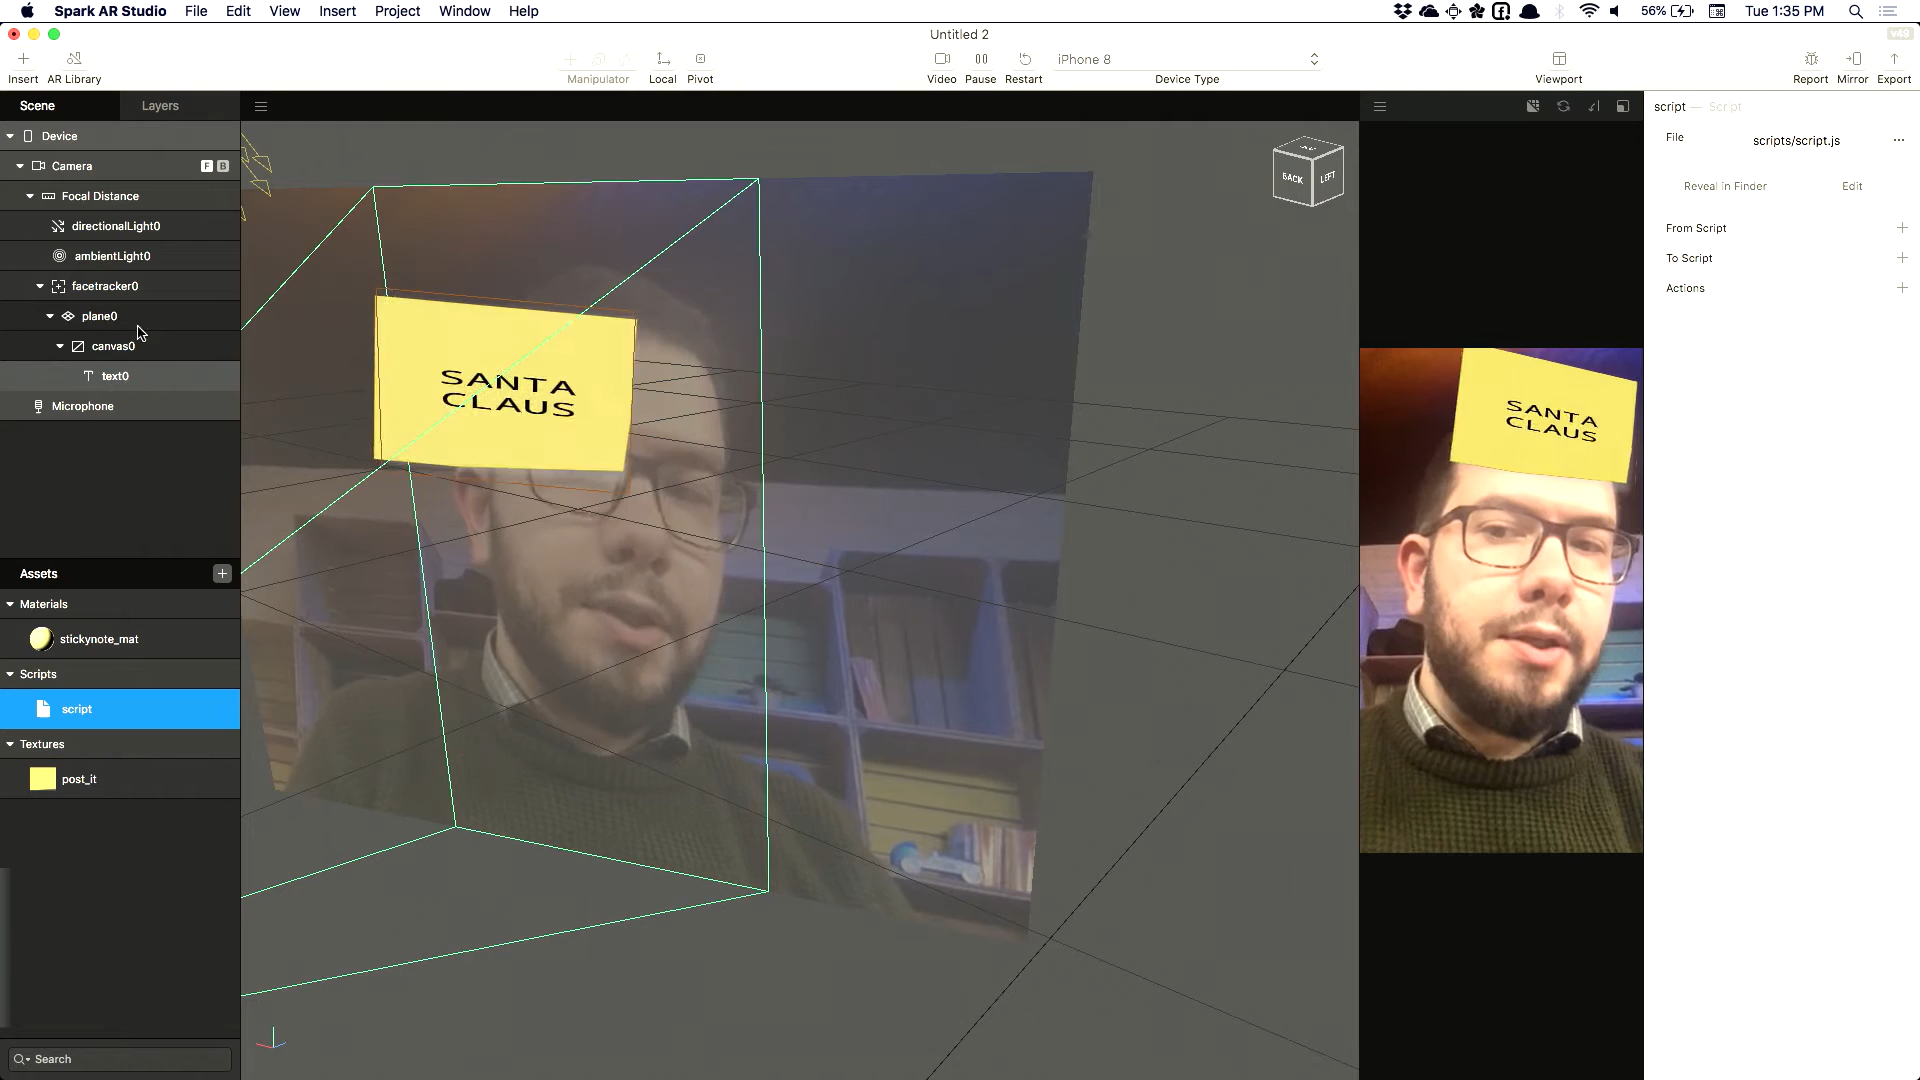 Spark AR Studio File Edit View Insert Project Window Help
56% Tue 1:35 PM
Untitled 2
v49
Insert AR Library
Manipulator Local Pivot
Video Pause Restart
iPhone 8
Device Type
Viewport
Report Mirror Export
Scene Layers
Device
Camera F B
Focal Distance
directionalLight0
ambientLight0
facetracker0
plane0
canvas0
text0
Microphone
Assets
Materials
stickynote_mat
Scripts
script
Textures
post_it
Search
BACK LEFT
SANTA
CLAUS
SANTA
CLAUS
script — Script
File scripts/script.js
Reveal in Finder Edit
From Script
To Script
Actions